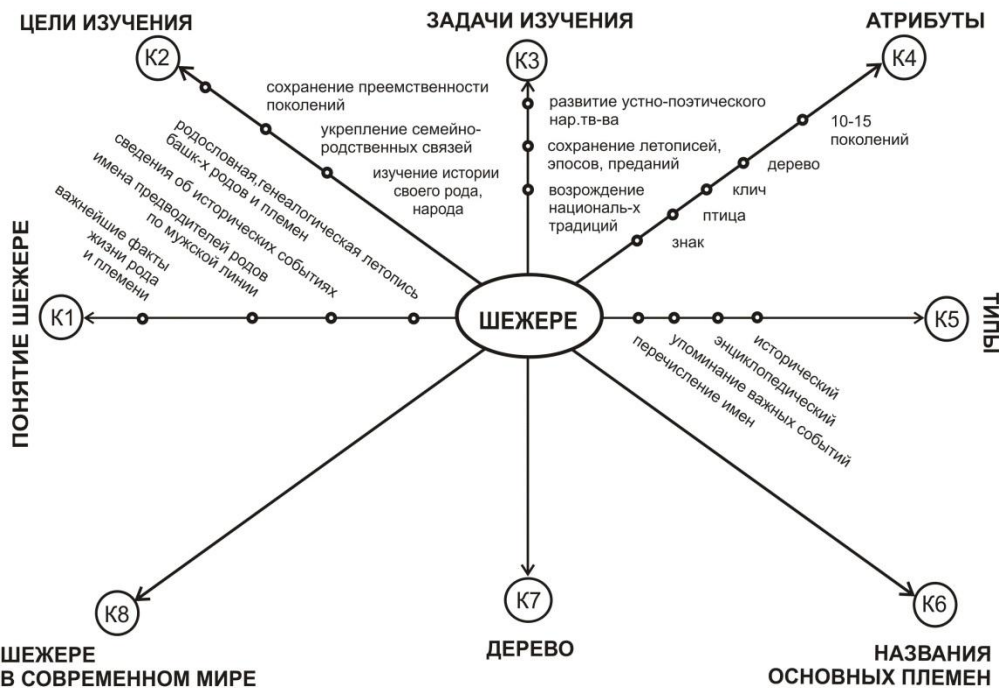 ЦЕЛИ ИЗУЧЕНИЯ
К2
сохранение преемственности
поколений
укрепление семейно-
родственных связей
изучение истории
своего рода,
народа
ЗАДАЧИ ИЗУЧЕНИЯ
К3
развитие устно-поэтического
нар.тв-ва
сохранение летописей,
эпосов, преданий
возрождение
националь-х
традиций
АТРИБУТЫ
К4
10-15
поколений
дерево
клич
птица
знак
ПОНЯТИЕ ШЕЖЕРЕ
К1
родословная,генеалогическая летопись
башк-х родов и племен
сведения об исторических событиях
имена предводителей родов
по мужской линии
важнейшие факты
жизни рода
и племени
ШЕЖЕРЕ
ТИПЫ
К5
исторический
энциклопедический
упоминание важных событий
перечисление имен
К8
ШЕЖЕРЕ
В СОВРЕМЕННОМ МИРЕ
К7
ДЕРЕВО
К6
НАЗВАНИЯ
ОСНОВНЫХ ПЛЕМЕН